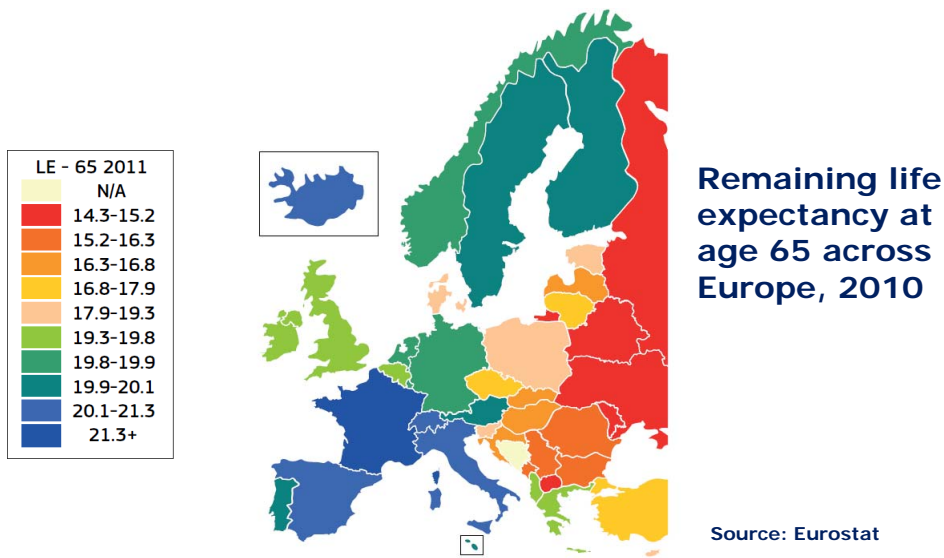 LE - 65 2011
N/A
14.3-15.2
15.2-16.3
16.3-16.8
16.8-17.9
17.9-19.3
19.3-19.8
19.8-19.9
19.9-20.1
20.1-21.3
21.3+
Remaining life
expectancy at
age 65 across
Europe, 2010
Source: Eurostat